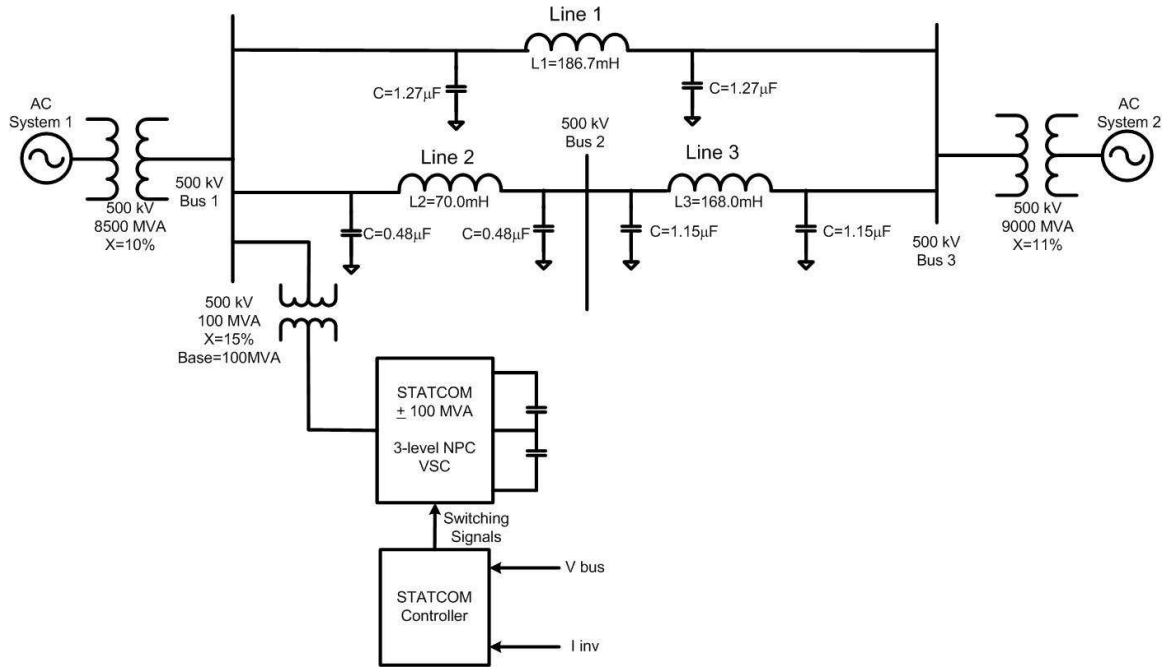 Line 1
L1=186.7mH
C=1.27μF
C=1.27μF
AC
System 1
500 kV
8500 MVA
X=10%
500 kV
Bus 1
Line 2
L2=70.0mH
C=0.48μF
C=0.48μF
500 kV
Bus 2
Line 3
L3=168.0mH
C=1.15μF
C=1.15μF
500 kV
Bus 3
AC
System 2
500 kV
9000 MVA
X=11%
500 kV
100 MVA
X=15%
Base=100MVA
STATCOM
± 100 MVA
3-level NPC
VSC
Switching
Signals
STATCOM
Controller
V bus
I inv